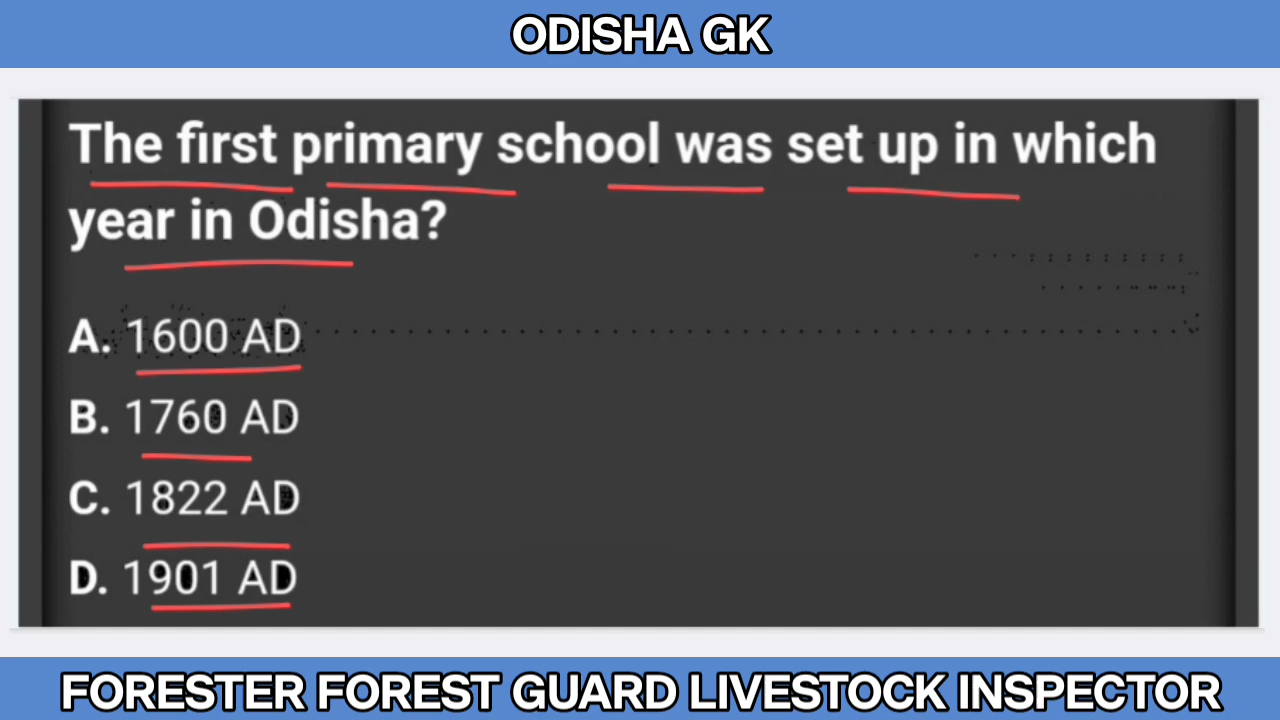 ODISHA GK
The first primary school was set up in which
year in Odisha?
A. 1600 AD
B. 1760 AD
C. 1822 AD
D. 1901 AD
FORESTER FOREST GUARD LIVESTOCK INSPECTOR